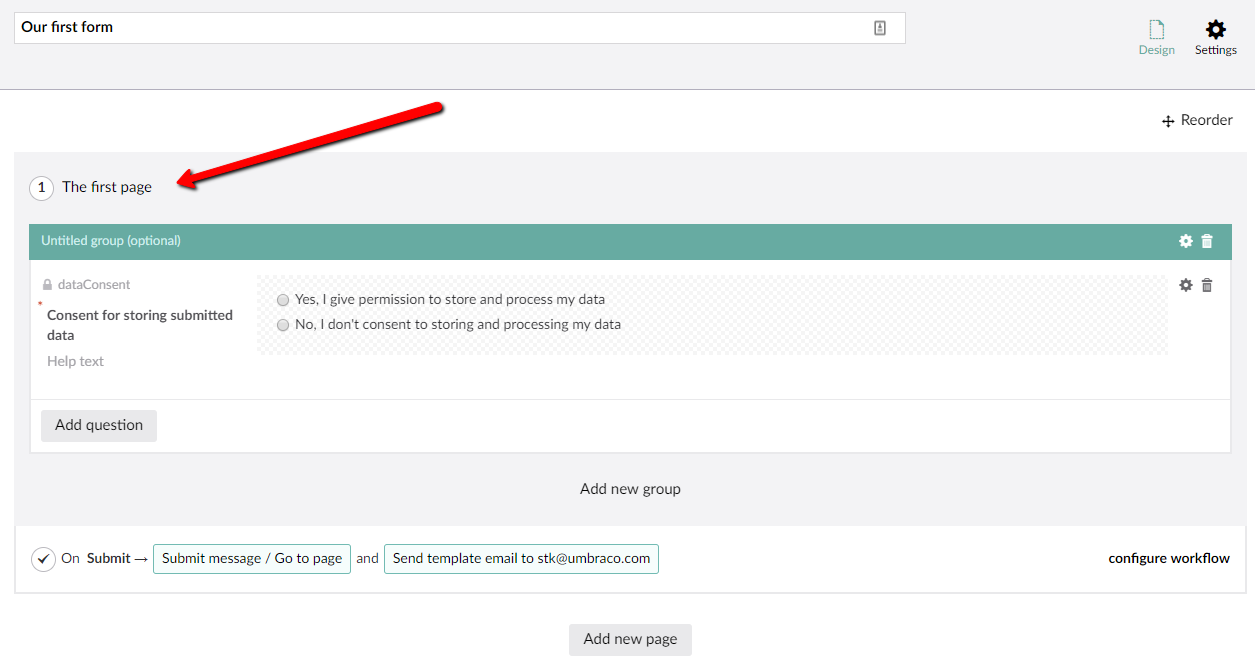 Our first form
Design
Settings
Reorder
1 The first page
Untitled group (optional)
dataConsent
* Consent for storing submitted
data
Help text
Yes, I give permission to store and process my data
No, I don't consent to storing and processing my data
Add question
Add new group
On Submit → Submit message / Go to page and Send template email to stk@umbraco.com configure workflow
Add new page